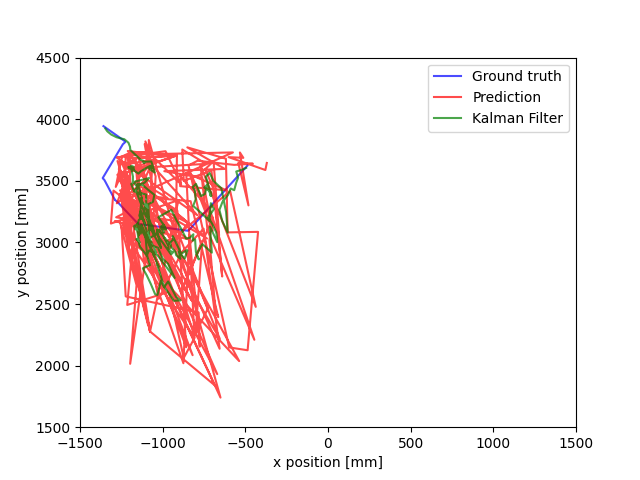 4500
4000
3500
3000
2500
2000
1500
y position [mm]
Ground truth
Prediction
Kalman Filter
−1500
−1000
−500
0
500
1000
1500
x position [mm]